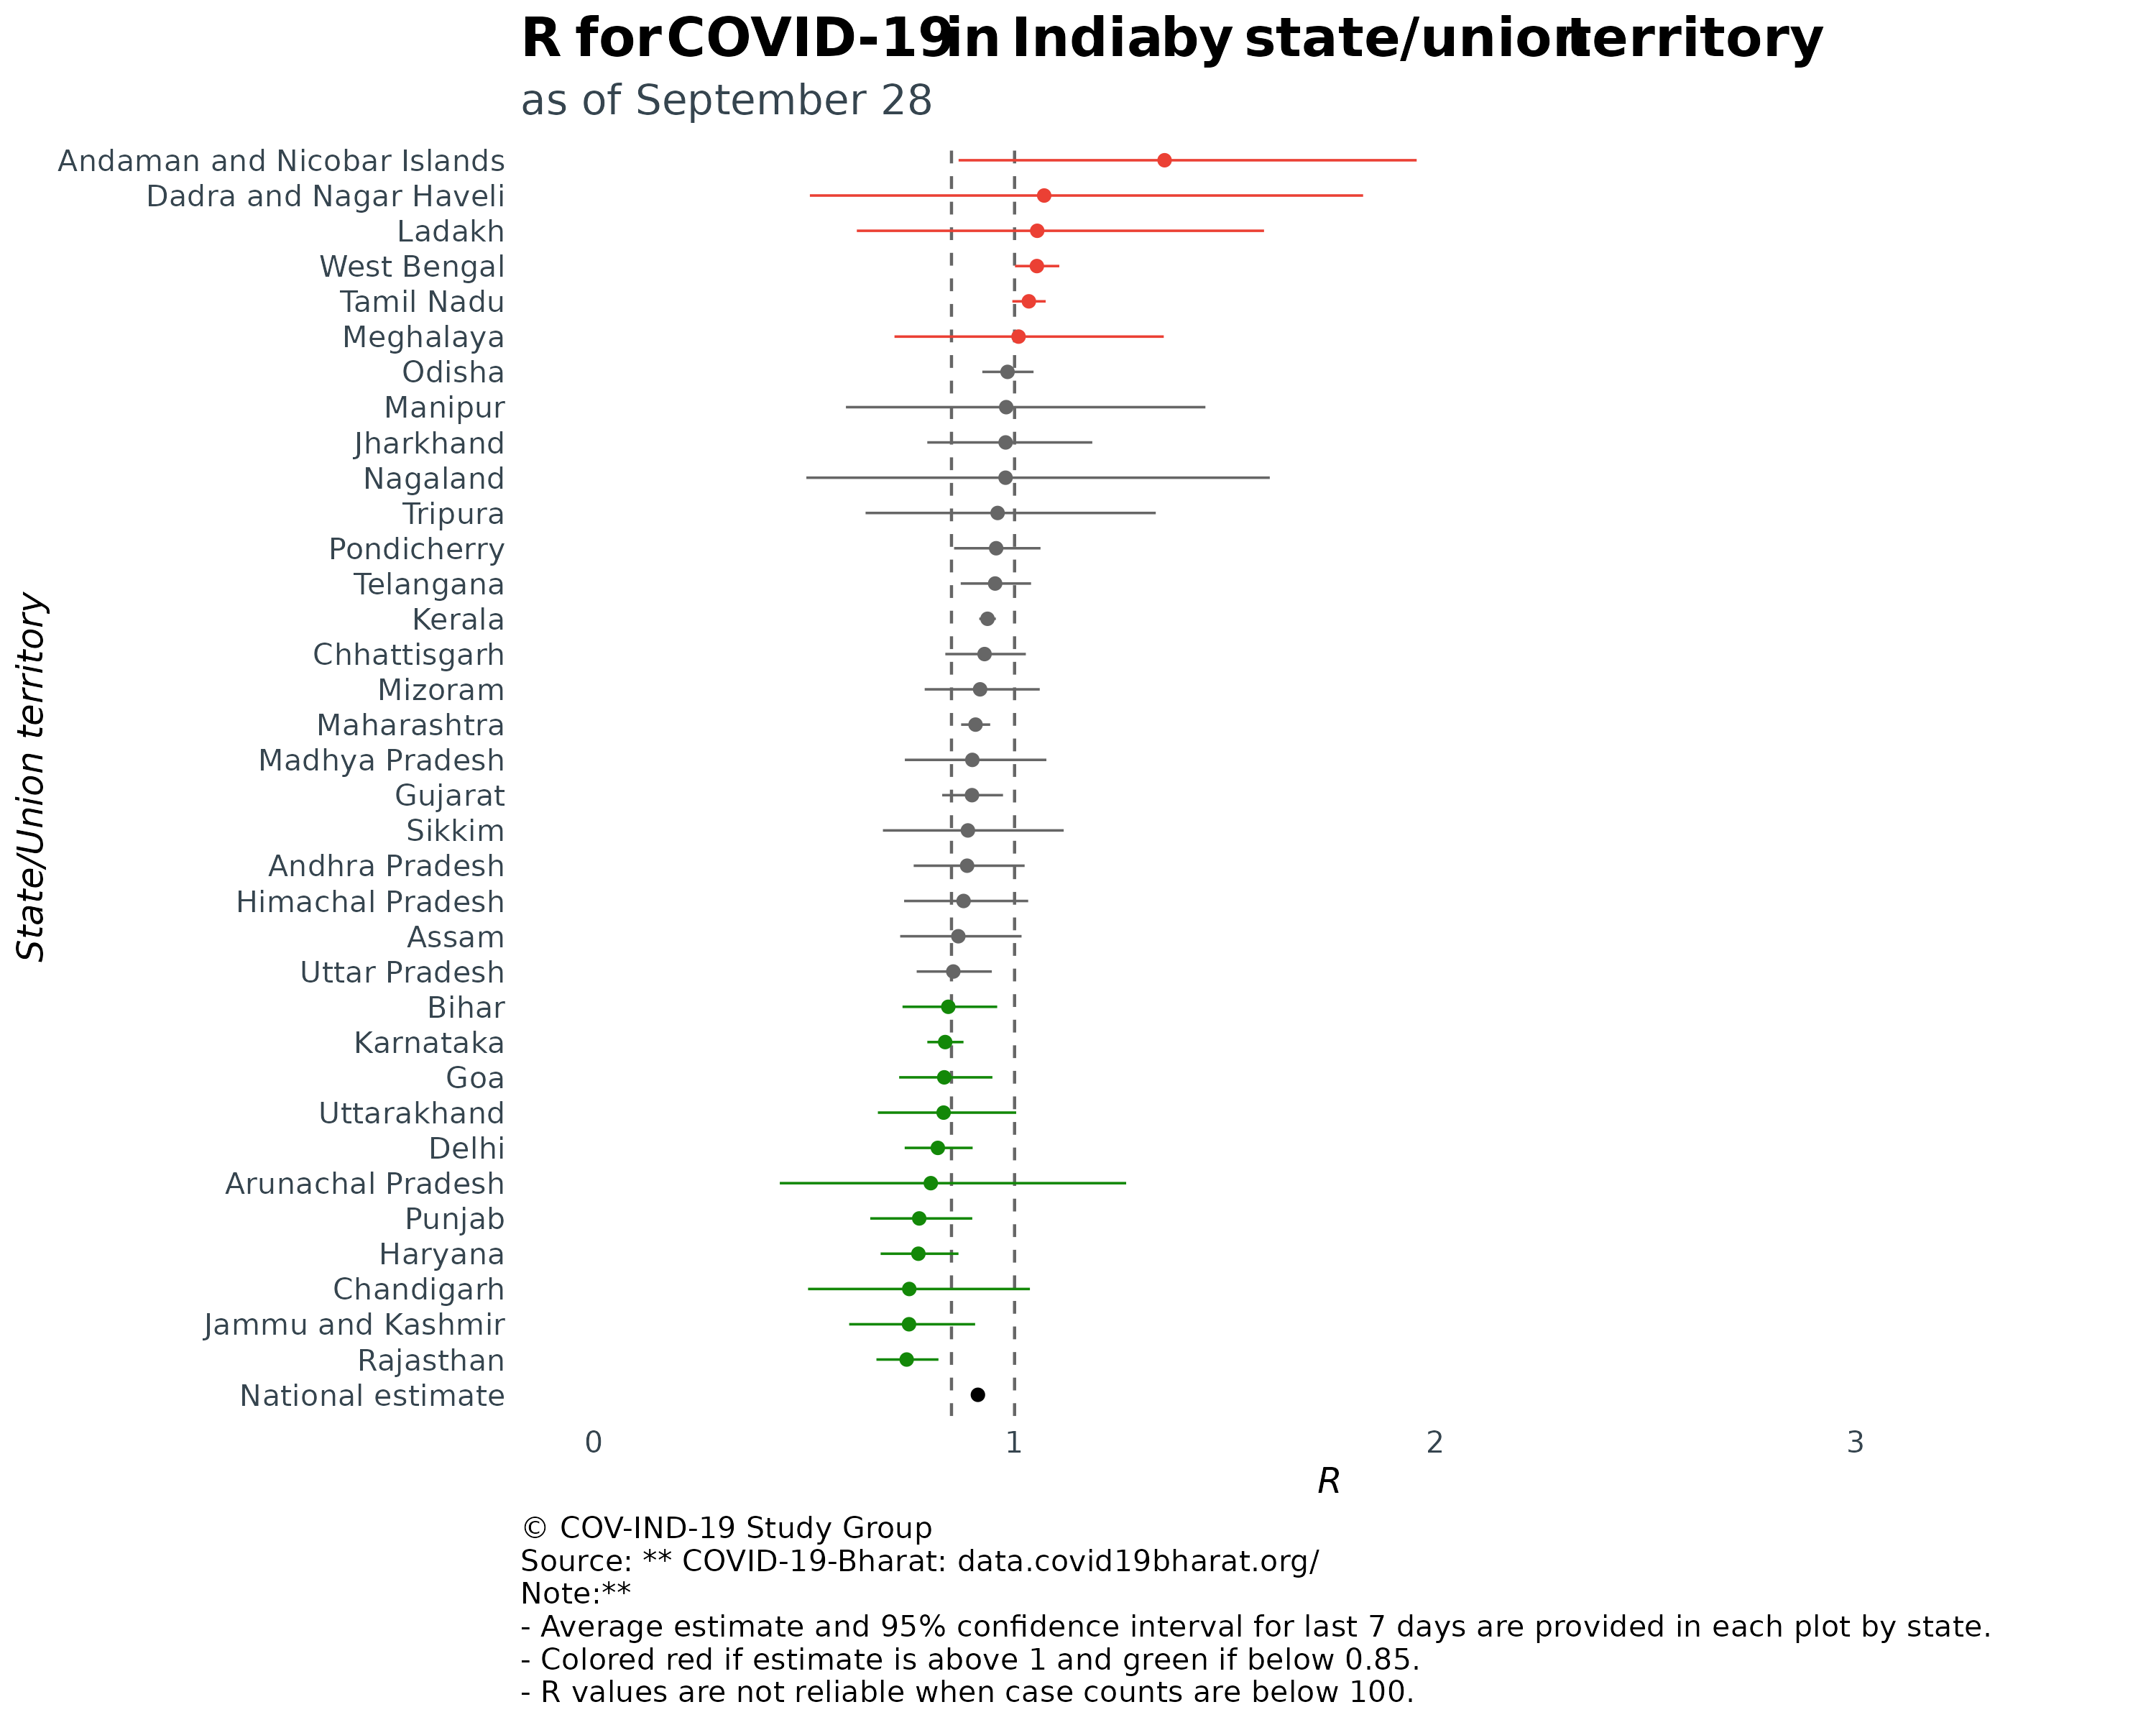 R for COVID-19 in India by state/union territory
as of September 28
Andaman and Nicobar Islands
Dadra and Nagar Haveli
Ladakh
West Bengal
Tamil Nadu
Meghalaya
Odisha
Manipur
Jharkhand
Nagaland
Tripura
Pondicherry
Telangana
Kerala
Chhattisgarh
Mizoram
Maharashtra
Madhya Pradesh
Gujarat
Sikkim
Andhra Pradesh
Himachal Pradesh
Assam
Uttar Pradesh
Bihar
Karnataka
Goa
Uttarakhand
Delhi
Arunachal Pradesh
Punjab
Haryana
Chandigarh
Jammu and Kashmir
Rajasthan
National estimate
State/Union territory
0 1 2 3
R
© COV-IND-19 Study Group
Source: ** COVID-19-Bharat: data.covid19bharat.org/
Note:**
- Average estimate and 95% confidence interval for last 7 days are provided in each plot by state.
- Colored red if estimate is above 1 and green if below 0.85.
- R values are not reliable when case counts are below 100.